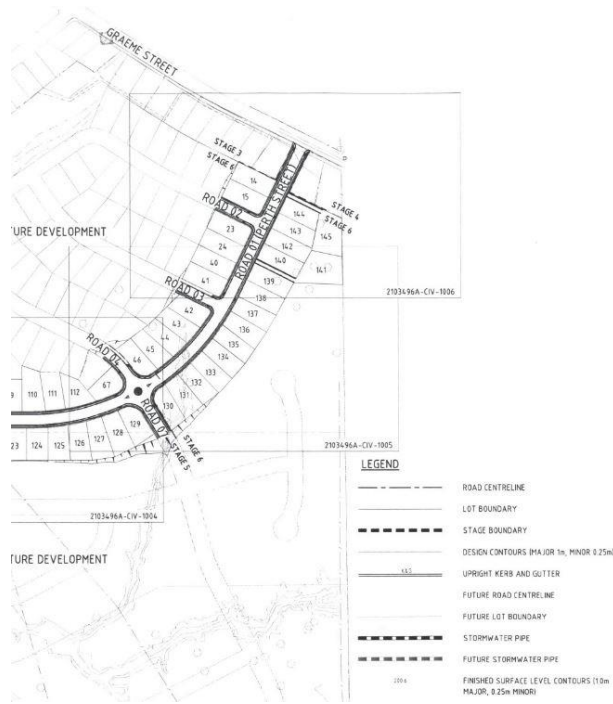 GRAEME STREET
STAGE 3
STAGE 6
14
15
ROAD 02
ROAD 01 (PERTH STREET)
STAGE 4
STAGE 6
144
143
145
142
140
141
23
24
40
41
TURE DEVELOPMENT
ROAD 03
139
138
2103496A-CIV-1006
42
43
44
45
46
137
136
135
134
133
132
131
130
ROAD 04
67
9
110
111
112
ROAD 07
129
128
127
126
125
124
23
STAGE 6
STAGE 5
2103496A-CIV-1005
2103496A-CIV-1004
TURE DEVELOPMENT
LEGEND
ROAD CENTRELINE
LOT BOUNDARY
STAGE BOUNDARY
DESIGN CONTOURS (MAJOR 1m, MINOR 0.25m)
UPRIGHT KERB AND GUTTER
FUTURE ROAD CENTRELINE
FUTURE LOT BOUNDARY
STORMWATER PIPE
FUTURE STORMWATER PIPE
FINISHED SURFACE LEVEL CONTOURS (1.0m
MAJOR, 0.25m MINOR)